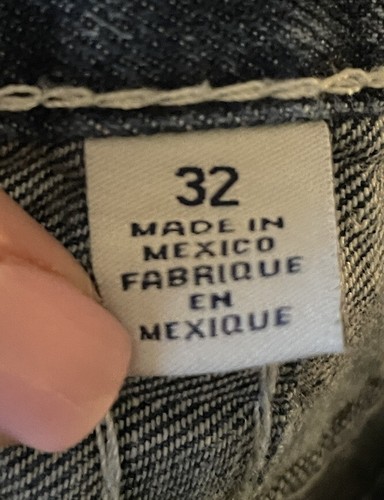 32
MADE IN
MEXICO
FABRIQUE
EN
MEXIQUE